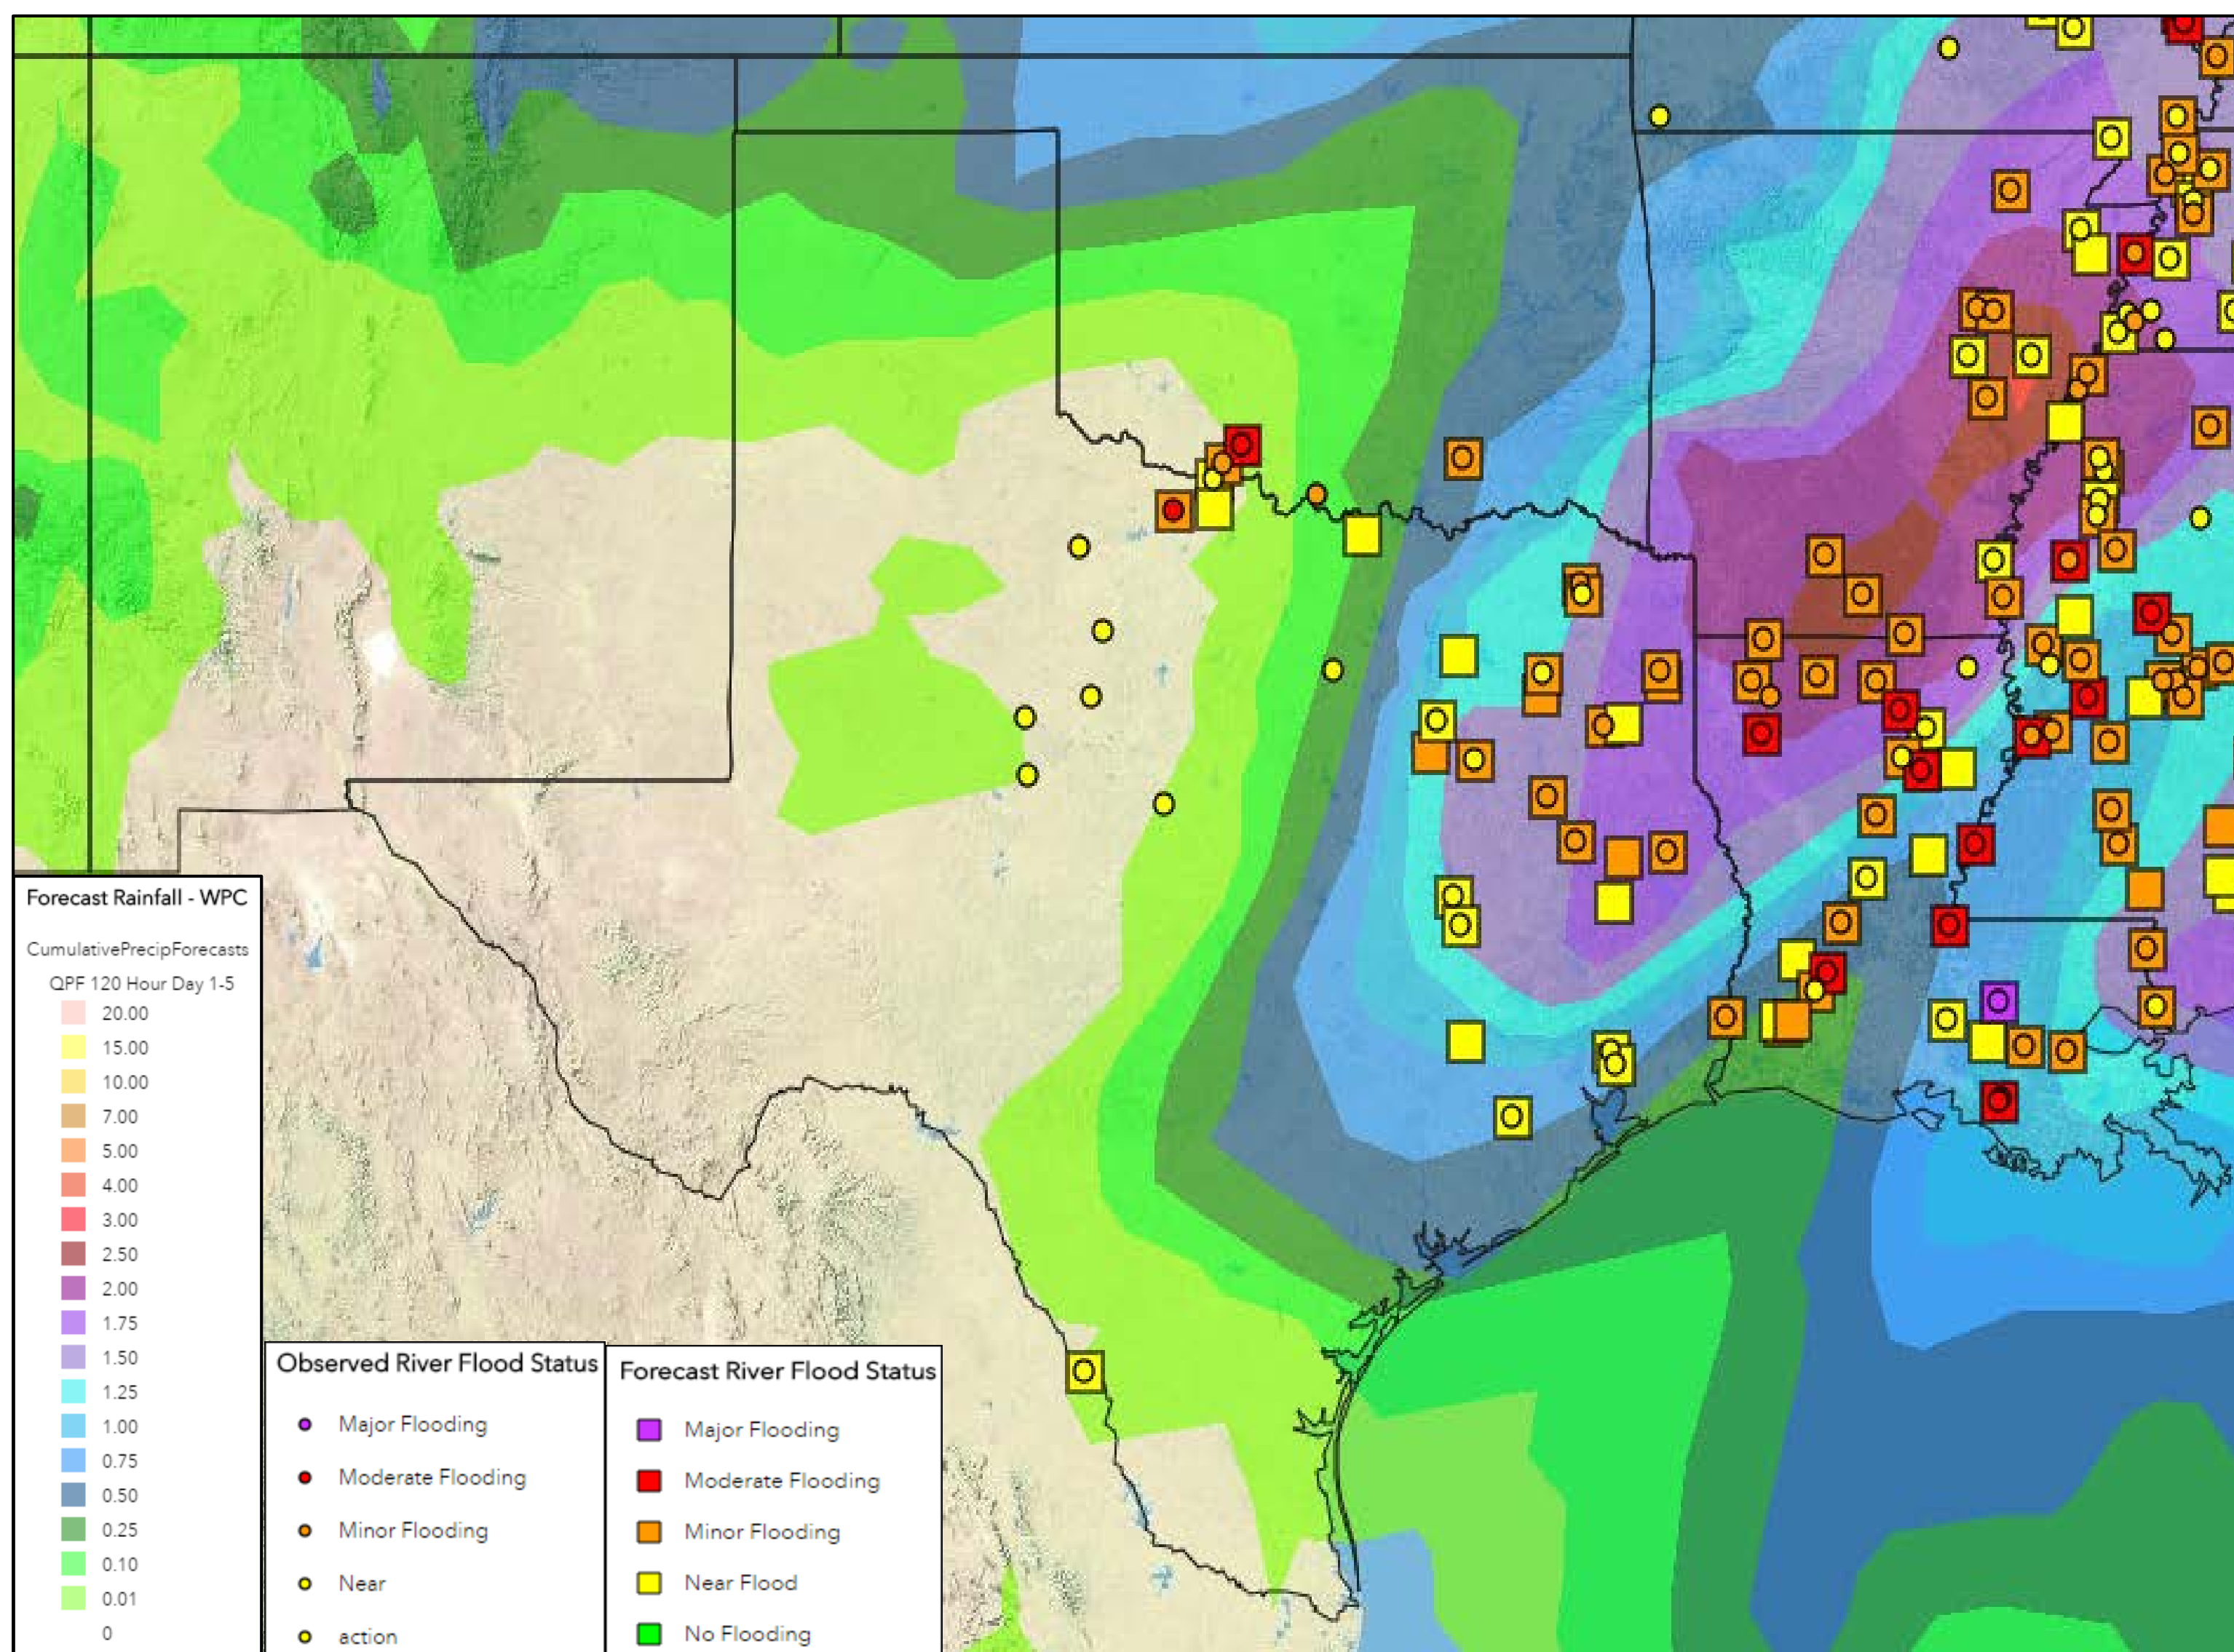 Forecast Rainfall - WPC
CumulativePrecipForecasts
QPF 120 Hour Day 1-5
20.00
15.00
10.00
7.00
5.00
4.00
3.00
2.50
2.00
1.75
1.50
1.25
1.00
0.75
0.50
0.25
0.10
0.01
0
Observed River Flood Status
Major Flooding
Moderate Flooding
Minor Flooding
Near
action
Forecast River Flood Status
Major Flooding
Moderate Flooding
Minor Flooding
Near Flood
No Flooding